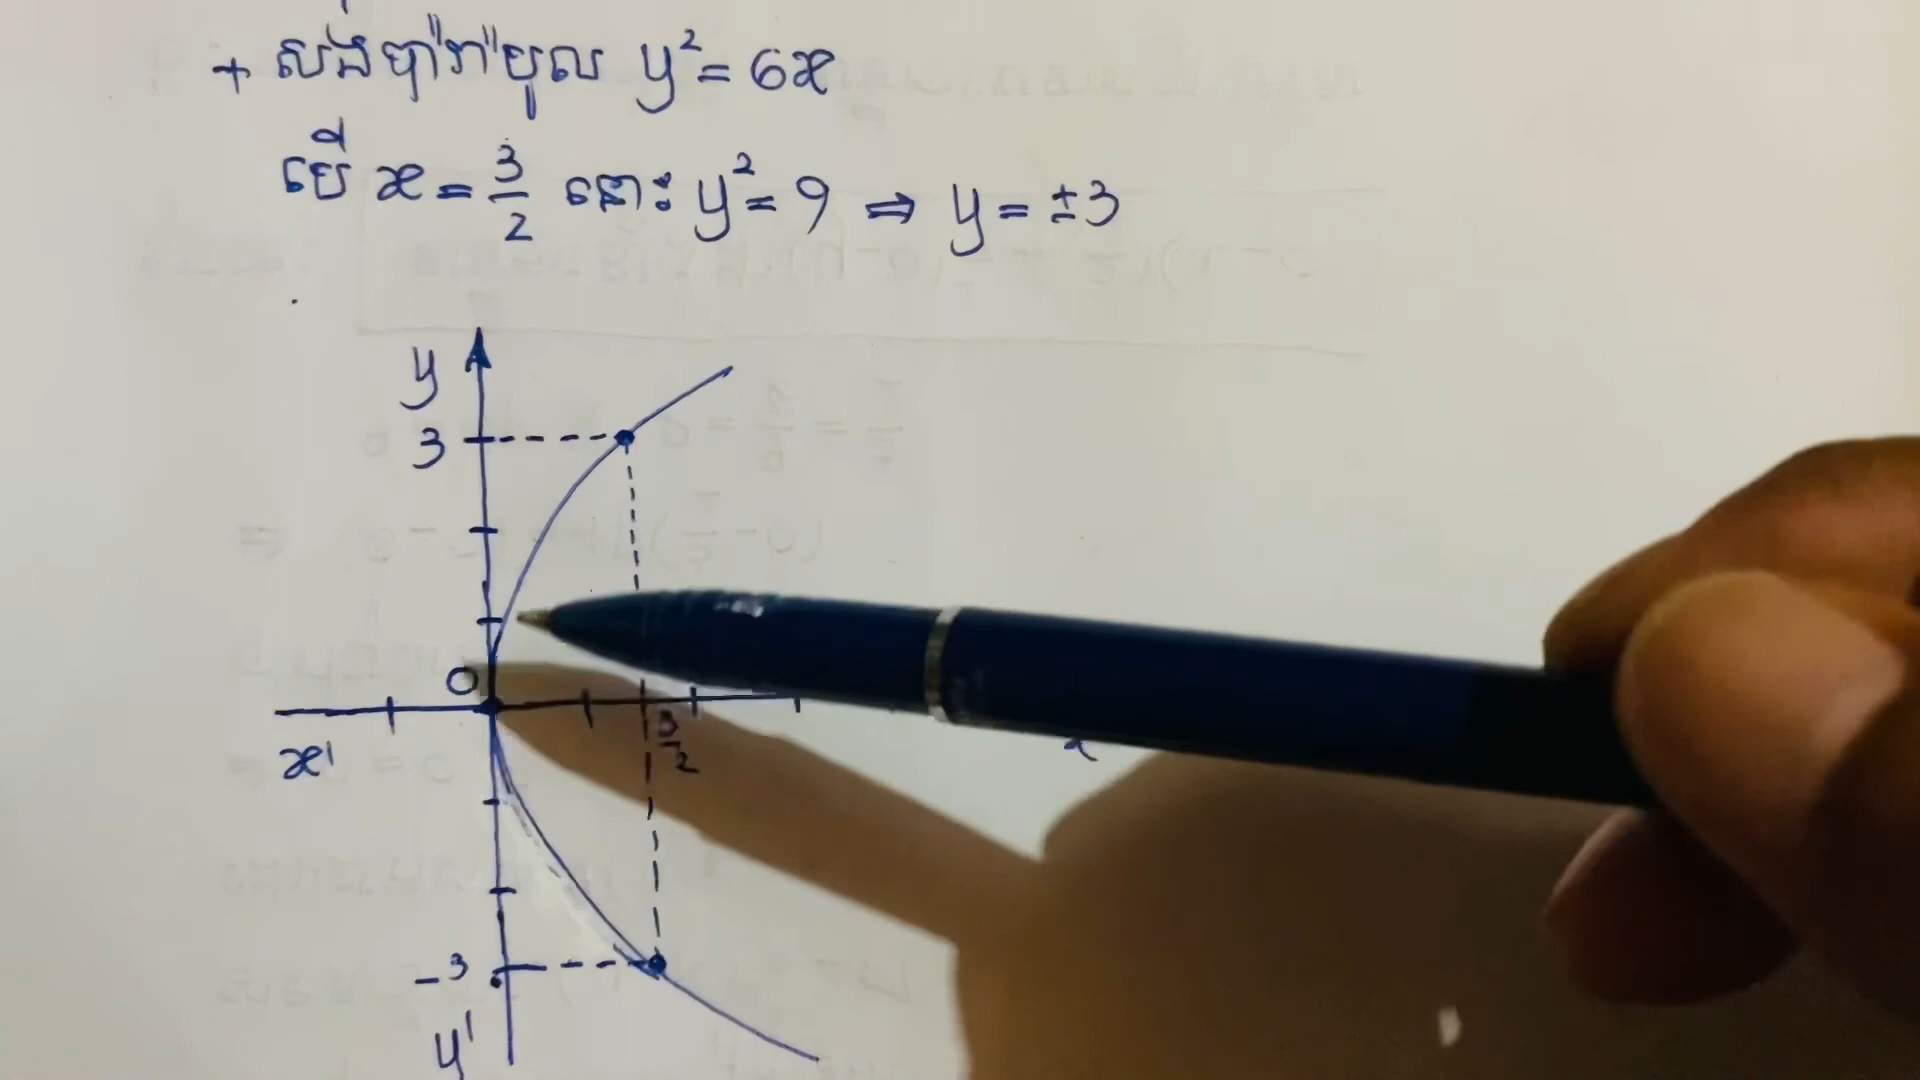 + សង់ប៉ារ៉ាបូល y² = 6x
បើ x = 3/2 នោះ y² = 9 ⇒ y = ±3
y
3
0
x'
3/2
-3
y'